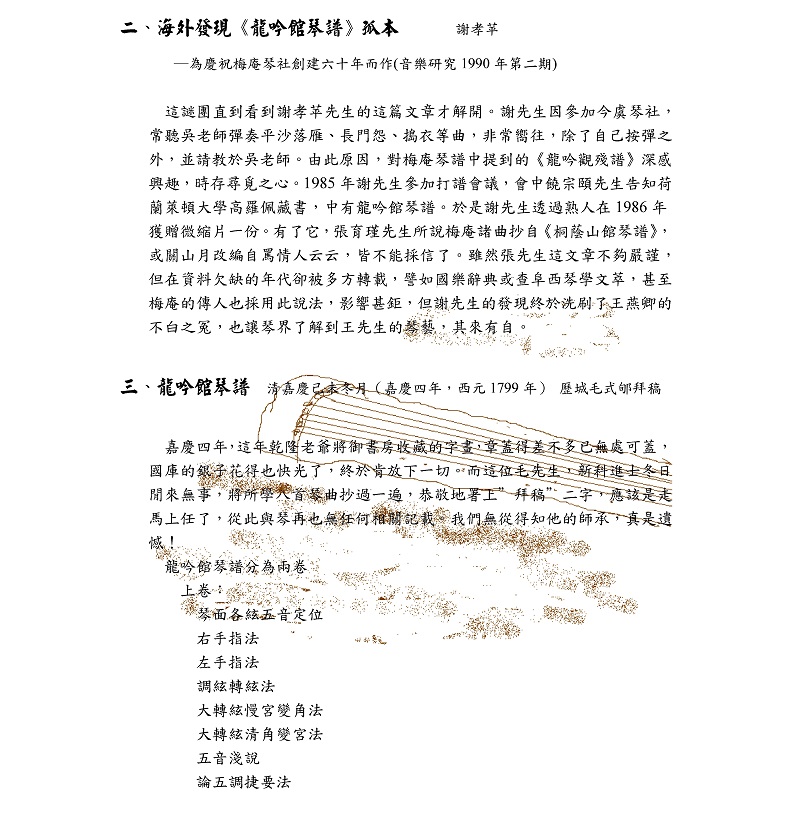 二、海外發現《龍吟館琴譜》孤本 謝孝苹
—為慶祝梅庵琴社創建六十年而作(音樂研究 1990 年第二期)
這謎團直到看到謝孝苹先生的這篇文章才解開。謝先生因參加今虞琴社，
常聽吳老師彈奏平沙落雁、長門怨、搗衣等曲，非常嚮往，除了自己按彈之
外，並請教於吳老師。由此原因，對梅庵琴譜中提到的《龍吟觀殘譜》深感
興趣，時存尋覓之心。1985 年謝先生參加打譜會議，會中饒宗頤先生告知荷
蘭萊頓大學高羅佩藏書，中有龍吟館琴譜。於是謝先生透過熟人在 1986 年
獲贈微縮片一份。有了它，張育瑾先生所說梅庵諸曲抄自《桐蔭山館琴譜》，
或關山月改編自罵情人云云，皆不能採信了。雖然張先生這文章不夠嚴謹，
但在資料欠缺的年代卻被多方轉載，譬如國樂辭典或查阜西琴學文萃，甚至
梅庵的傳人也採用此說法，影響甚鉅，但謝先生的發現終於洗刷了王燕卿的
不白之冤，也讓琴界了解到王先生的琴藝，其來有自。
三、龍吟館琴譜 清嘉慶己未冬月（嘉慶四年，西元 1799 年） 歷城毛式郇拜稿
嘉慶四年，這年乾隆老爺將御書房收藏的字畫，章蓋得差不多已無處可蓋，
國庫的銀子花得也快光了，終於肯放下一切。而這位毛先生，新科進士冬日
閒來無事，將所學八首琴曲抄過一遍，恭敬地署上”拜稿”二字，應該是走
馬上任了，從此與琴再也無任何相關記載。我們無從得知他的師承，真是遺
憾！
龍吟館琴譜分為兩卷
上卷：
琴面各絃五音定位
右手指法
左手指法
調絃轉絃法
大轉絃慢宮變角法
大轉絃清角變宮法
五音淺說
論五調捷要法